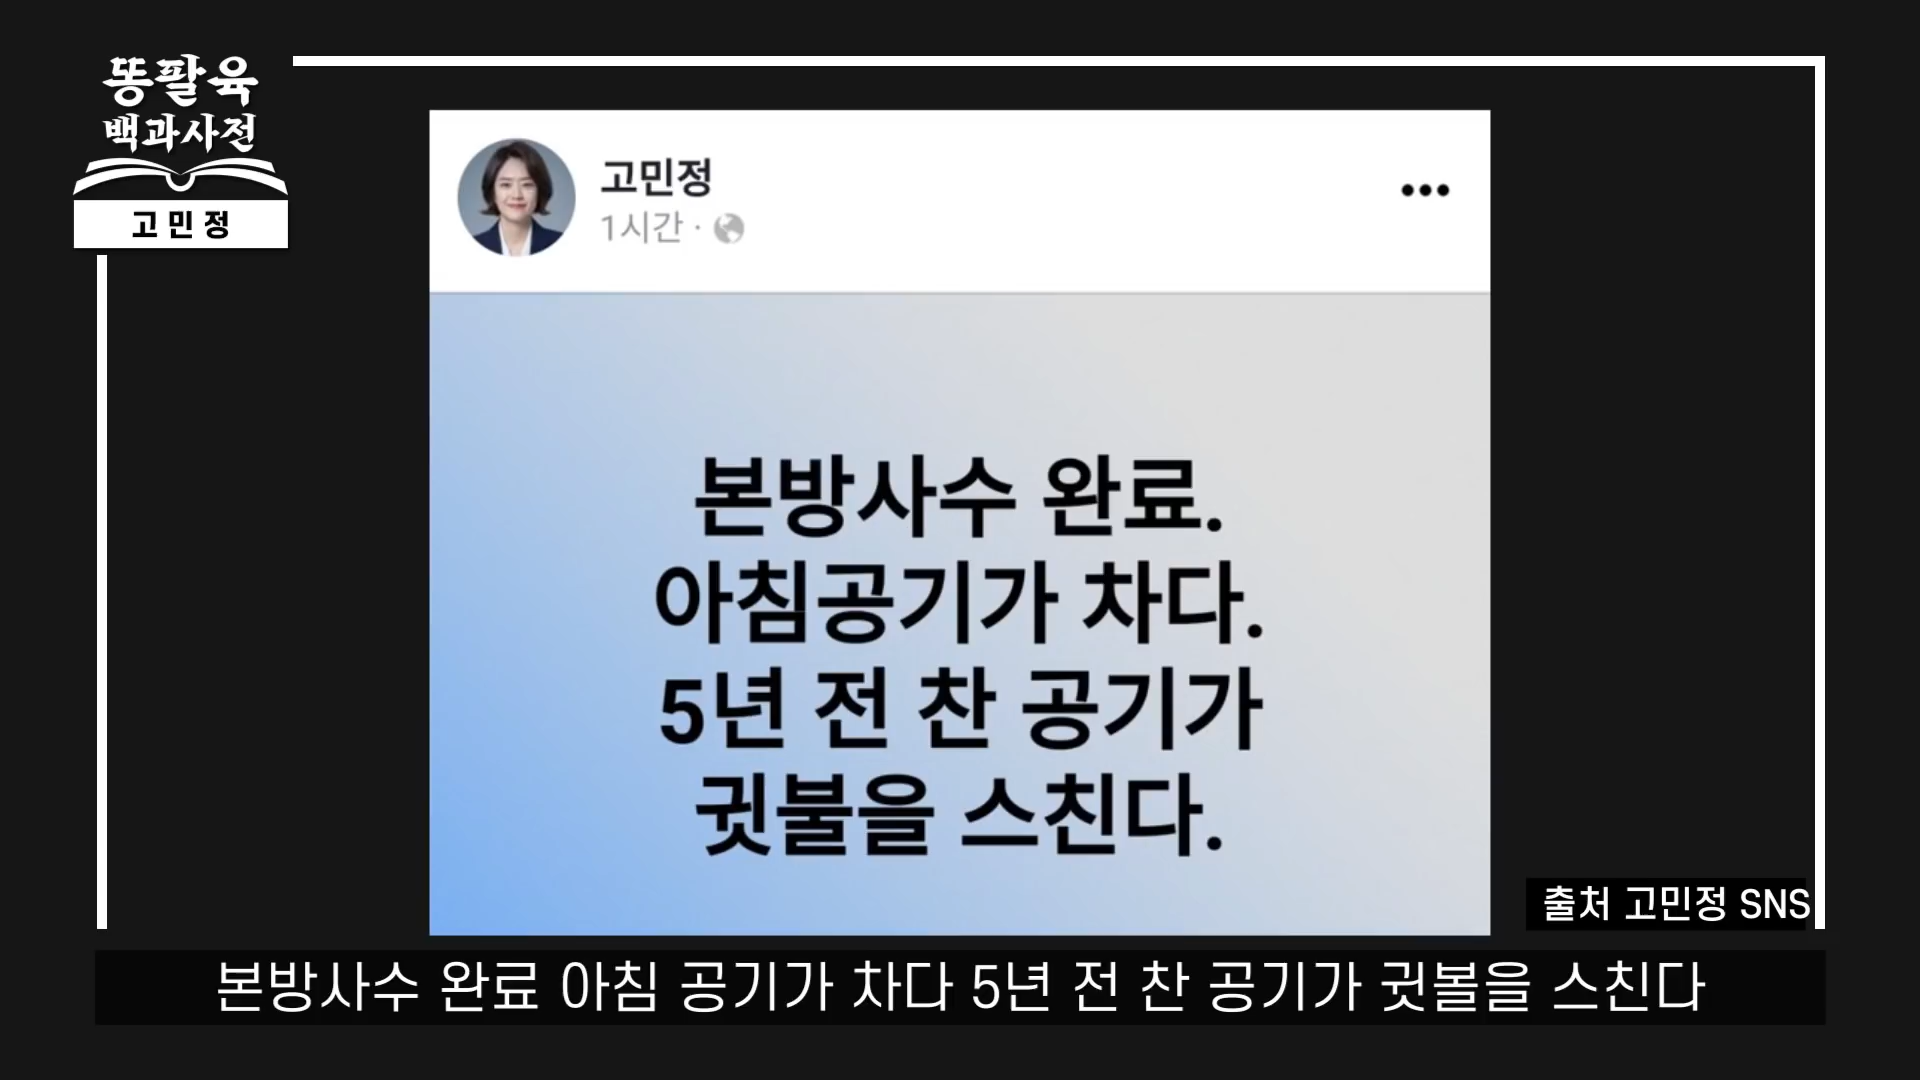 똥팔육
백과사전
고민정
고민정
1시간 ·
본방사수 완료.
아침공기가 차다.
5년 전 찬 공기가
귓불을 스친다.
출처 고민정 SNS
본방사수 완료 아침 공기가 차다 5년 전 찬 공기가 귓볼을 스친다